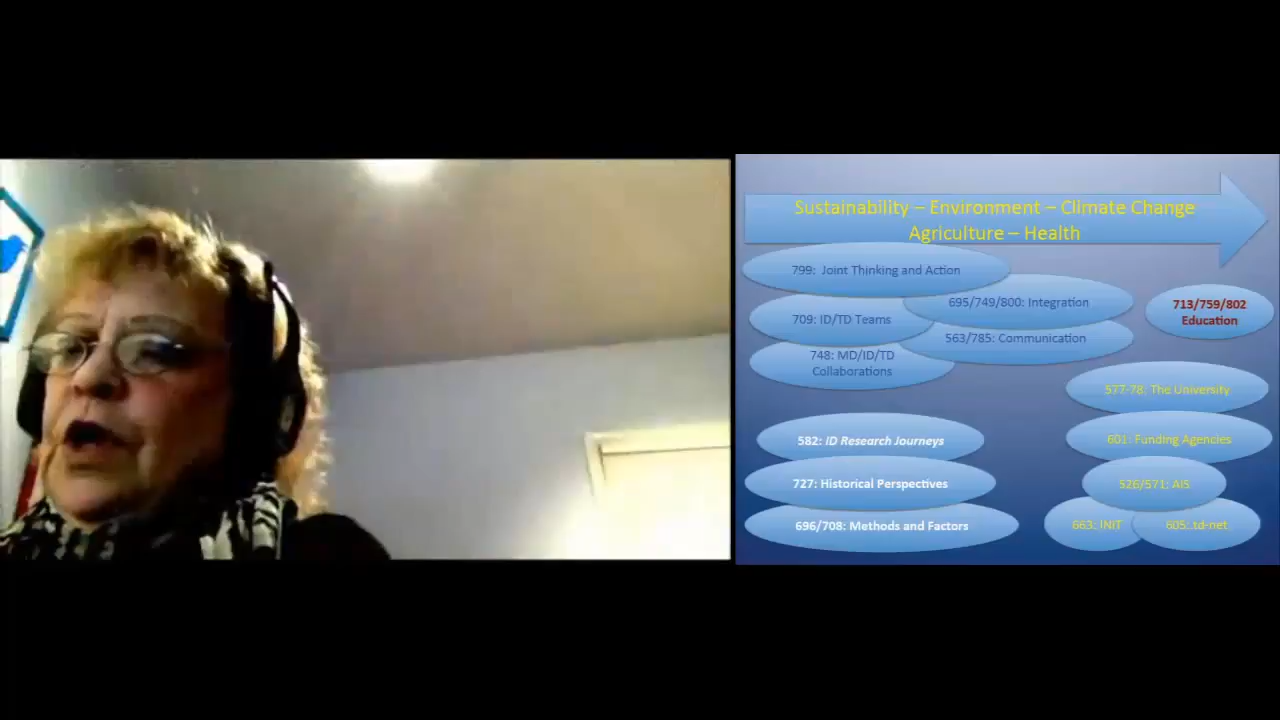 Sustainability – Environment – Climate Change
Agriculture – Health
799: Joint Thinking and Action
695/749/800: Integration
709: ID/TD Teams
563/785: Communication
748: MD/ID/TD
Collaborations
713/759/802
Education
577-78: The University
582: ID Research Journeys
601: Funding Agencies
727: Historical Perspectives
526/571; AIS
696/708: Methods and Factors
663; INIT
605:.td-net